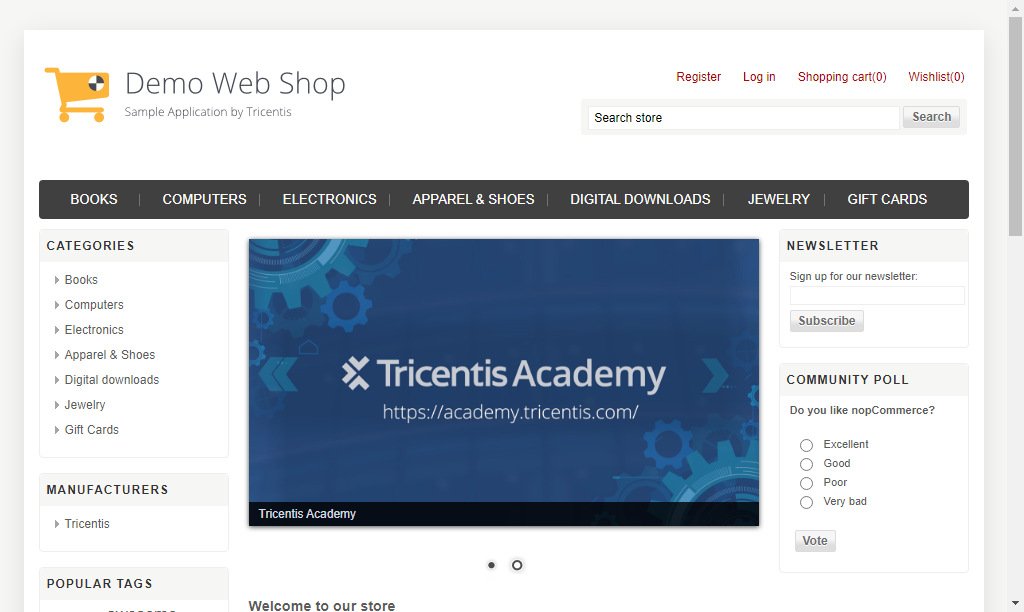 Demo Web Shop
Sample Application by Tricentis
Register
Log in
Shopping cart(0)
Wishlist(0)
Search store
Search
BOOKS
COMPUTERS
ELECTRONICS
APPAREL & SHOES
DIGITAL DOWNLOADS
JEWELRY
GIFT CARDS
CATEGORIES
Books
Computers
Electronics
Apparel & Shoes
Digital downloads
Jewelry
Gift Cards
MANUFACTURERS
Tricentis
POPULAR TAGS
Tricentis Academy
https://academy.tricentis.com/
Tricentis Academy
Welcome to our store
NEWSLETTER
Sign up for our newsletter:
Subscribe
COMMUNITY POLL
Do you like nopCommerce?
Excellent
Good
Poor
Very bad
Vote